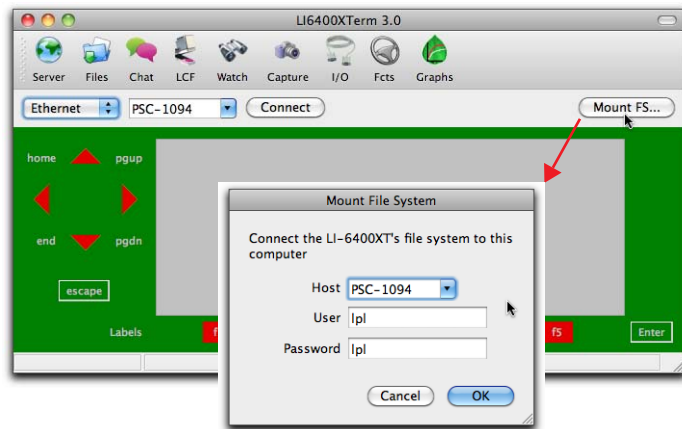 LI6400XTerm 3.0
Server Files Chat LCF Watch Capture I/O Fcts Graphs
Ethernet PSC-1094 Connect Mount FS...
home pgup
end pgdn
escape
Labels f5 Enter
Mount File System
Connect the LI-6400XT's file system to this
computer
Host PSC-1094
User lpl
Password lpl
Cancel OK